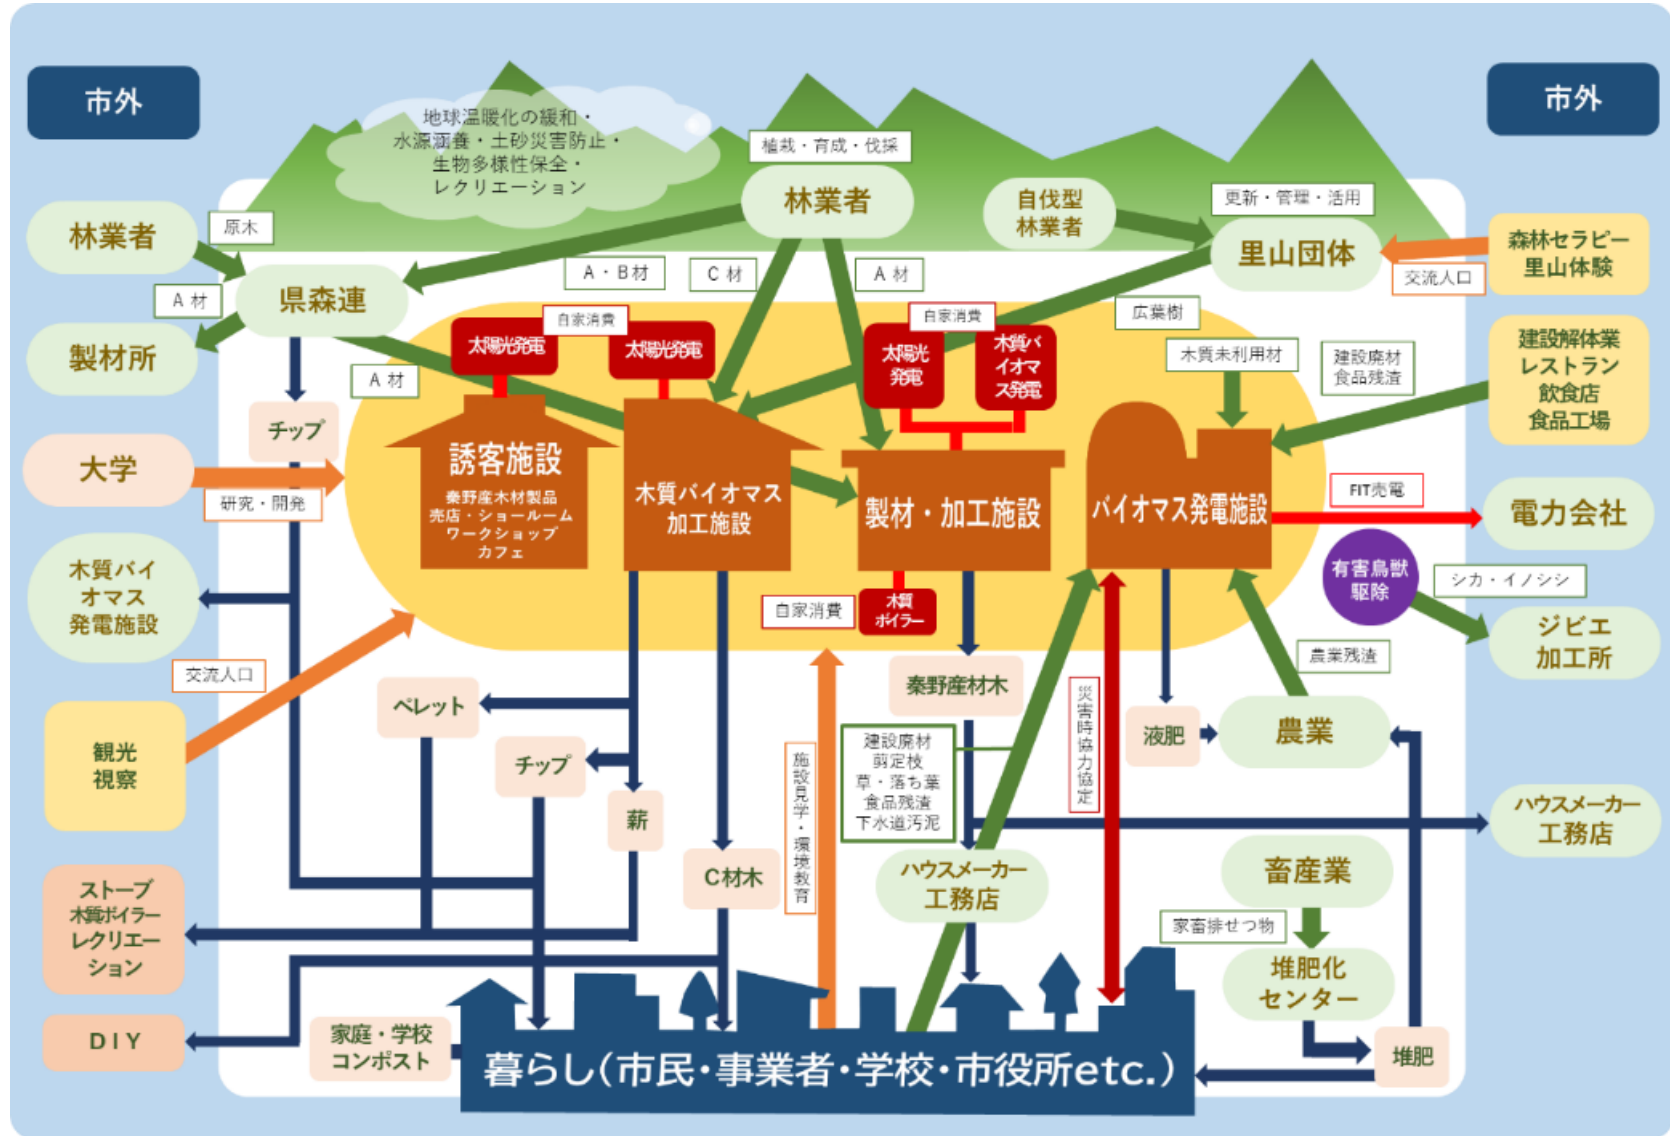 市外
市外
地球温暖化の緩和・
水源涵養・土砂災害防止・
生物多様性保全・
レクリエーション
植栽・育成・伐採
林業者
自伐型
林業者
更新・管理・活用
里山団体
林業者
原木
県森連
A 材
製材所
A・B材
C 材
A 材
広葉樹
交流人口
森林セラピー
里山体験
A 材
自家消費
太陽光発電
太陽光発電
自家消費
太陽光
発電
木質バ
イオマ
ス発電
木質未利用材
建設廃材
食品残渣
建設解体業
レストラン
飲食店
食品工場
チップ
大学
研究・開発
誘客施設
秦野産木材製品
売店・ショールーム
ワークショップ
カフェ
木質バイオマス
加工施設
製材・加工施設
バイオマス発電施設
FIT売電
電力会社
木質バイ
オマス
発電施設
自家消費
木質
ボイラー
有害鳥獣
駆除
シカ・イノシシ
ジビエ
加工所
農業残渣
交流人口
観光
視察
ペレット
チップ
薪
C材木
施設見学・環境教育
秦野産材木
建設廃材
剪定枝
草・落ち葉
食品残渣
下水道汚泥
災害時協力協定
液肥
農業
ハウスメーカー
工務店
ハウスメーカー
工務店
畜産業
家畜排せつ物
堆肥化
センター
堆肥
ストーブ
木質ボイラー
レクリエー
ション
DIY
家庭・学校
コンポスト
暮らし(市民・事業者・学校・市役所etc.)